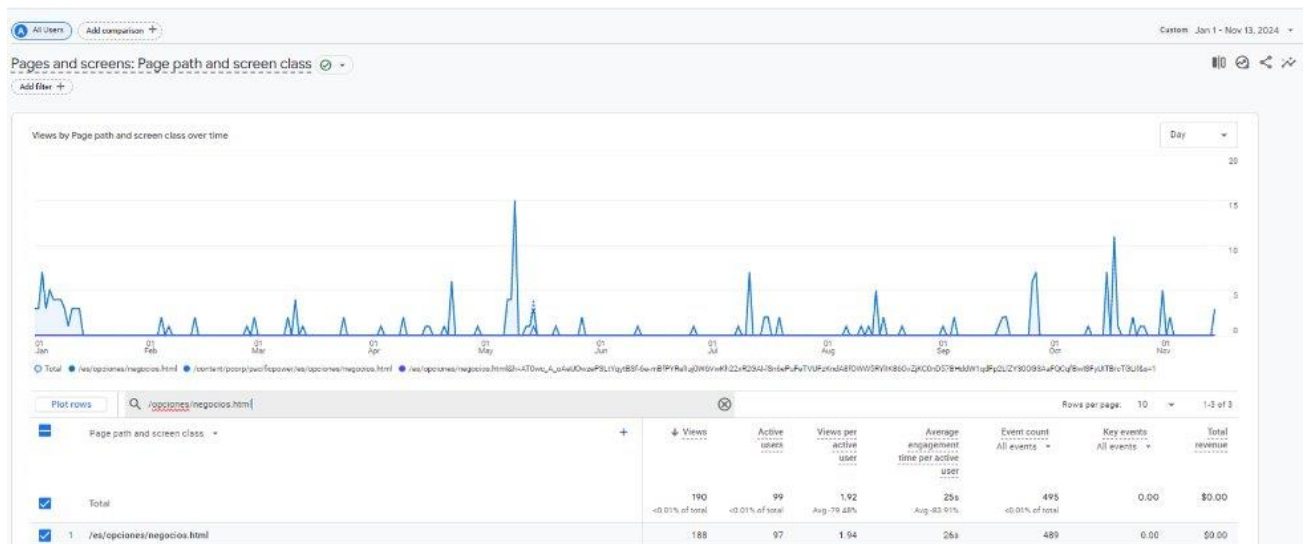 A All Users Add comparison +
Custom Jan 1 - Nov 13, 2024
Pages and screens: Page path and screen class
Add filter +
Views by Page path and screen class over time
Day
20
15
10
5
0
01 01 01 01 01 01 01 01 01 01 01
Jan Feb Mar Apr May Jun Jul Aug Sep Oct Nov
Total /es/opciones/negocios.html /content/pcorp/pacificpower/es/opciones/negocios.html
Plot rows /opciones/negocios.html Rows per page: 10 1-3 of 3
Page path and screen class + ↓ Views Active users Views per active user Average engagement time per active user Event count All events Key events All events Total revenue
Total 190 99 1.92 25s 495 0.00 $0.00
<0.01% of total <0.01% of total Avg -79.48% Avg -83.91% <0.01% of total
1 /es/opciones/negocios.html 188 97 1.94 26s 489 0.00 $0.00